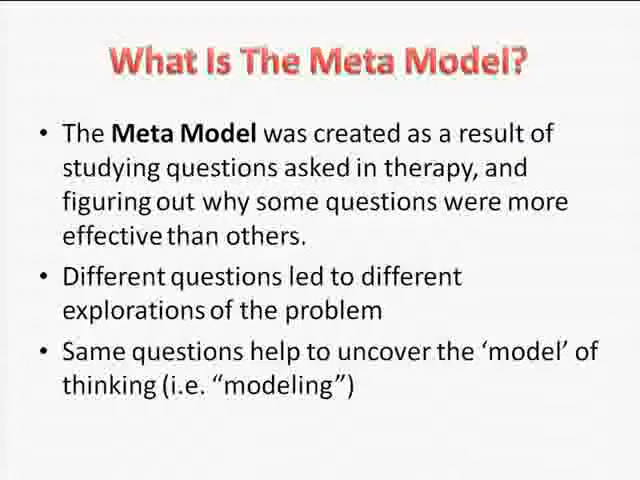 What Is The Meta Model?
• The Meta Model was created as a result of
studying questions asked in therapy, and
figuring out why some questions were more
effective than others.
• Different questions led to different
explorations of the problem
• Same questions help to uncover the ‘model’ of
thinking (i.e. “modeling”)